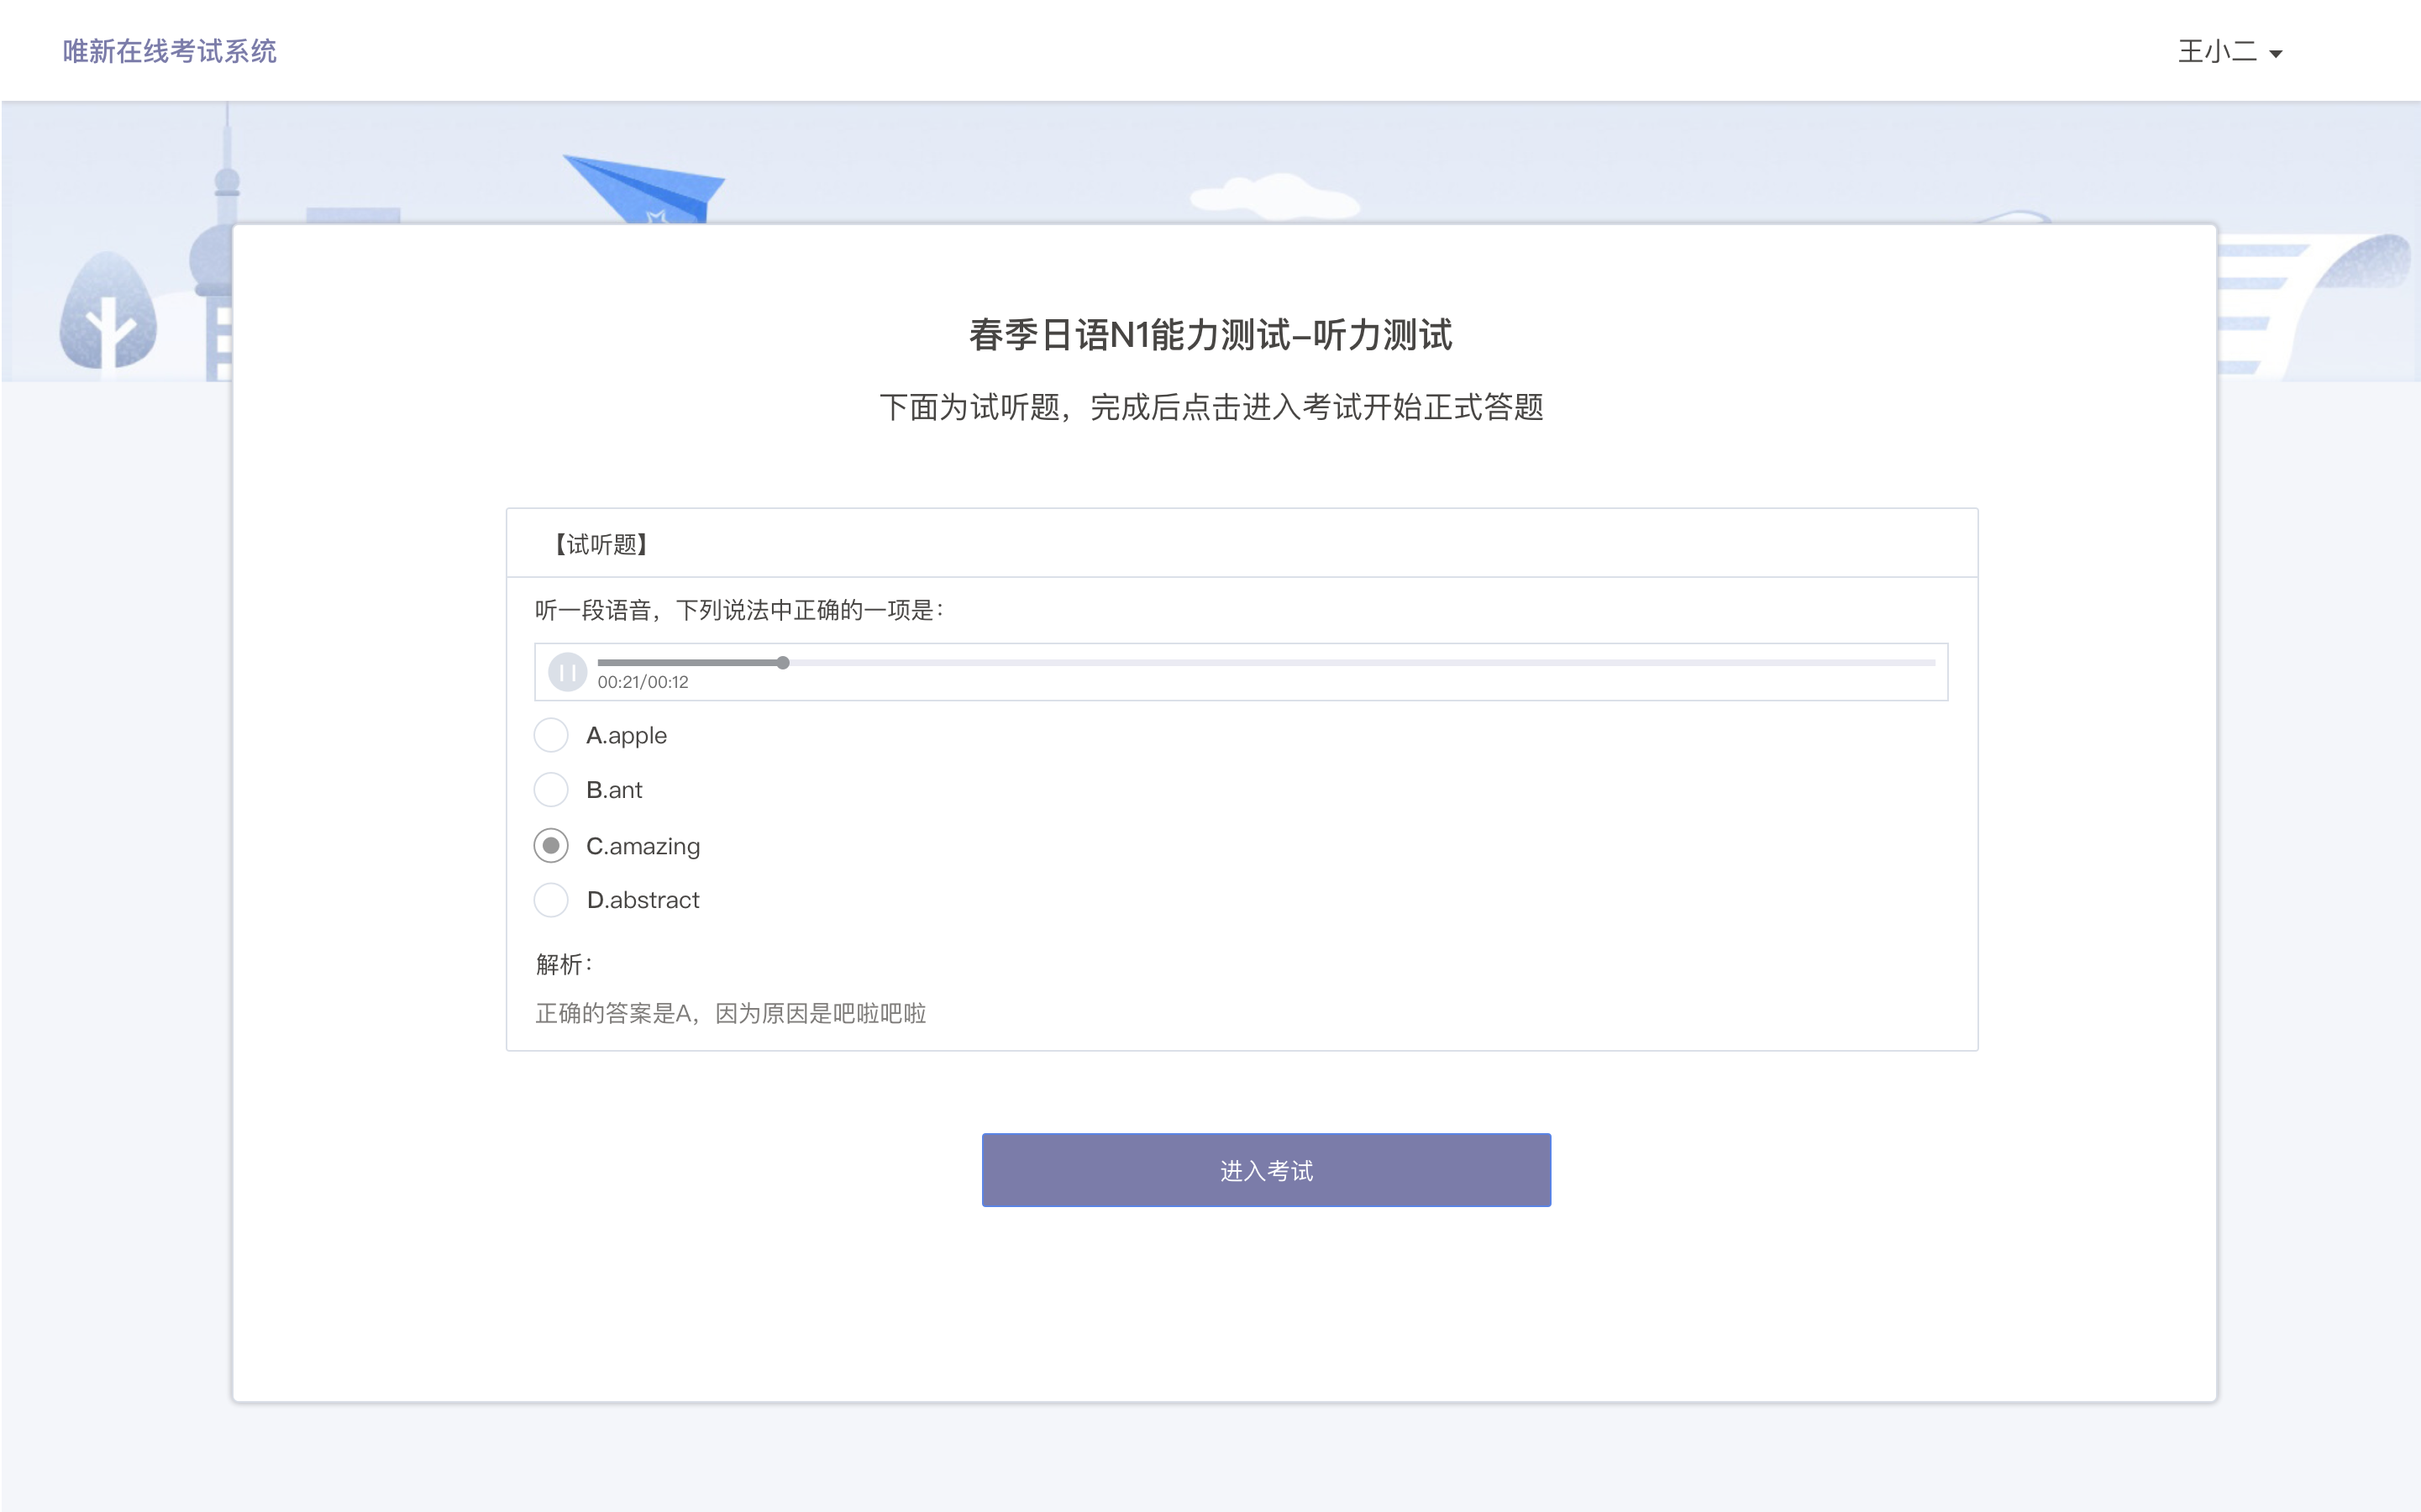 唯新在线考试系统
王小二
春季日语N1能力测试-听力测试
下面为试听题，完成后点击进入考试开始正式答题
【试听题】
听一段语音，下列说法中正确的一项是：
00:21/00:12
A.apple
B.ant
C.amazing
D.abstract
解析：
正确的答案是A，因为原因是吧啦吧啦
进入考试